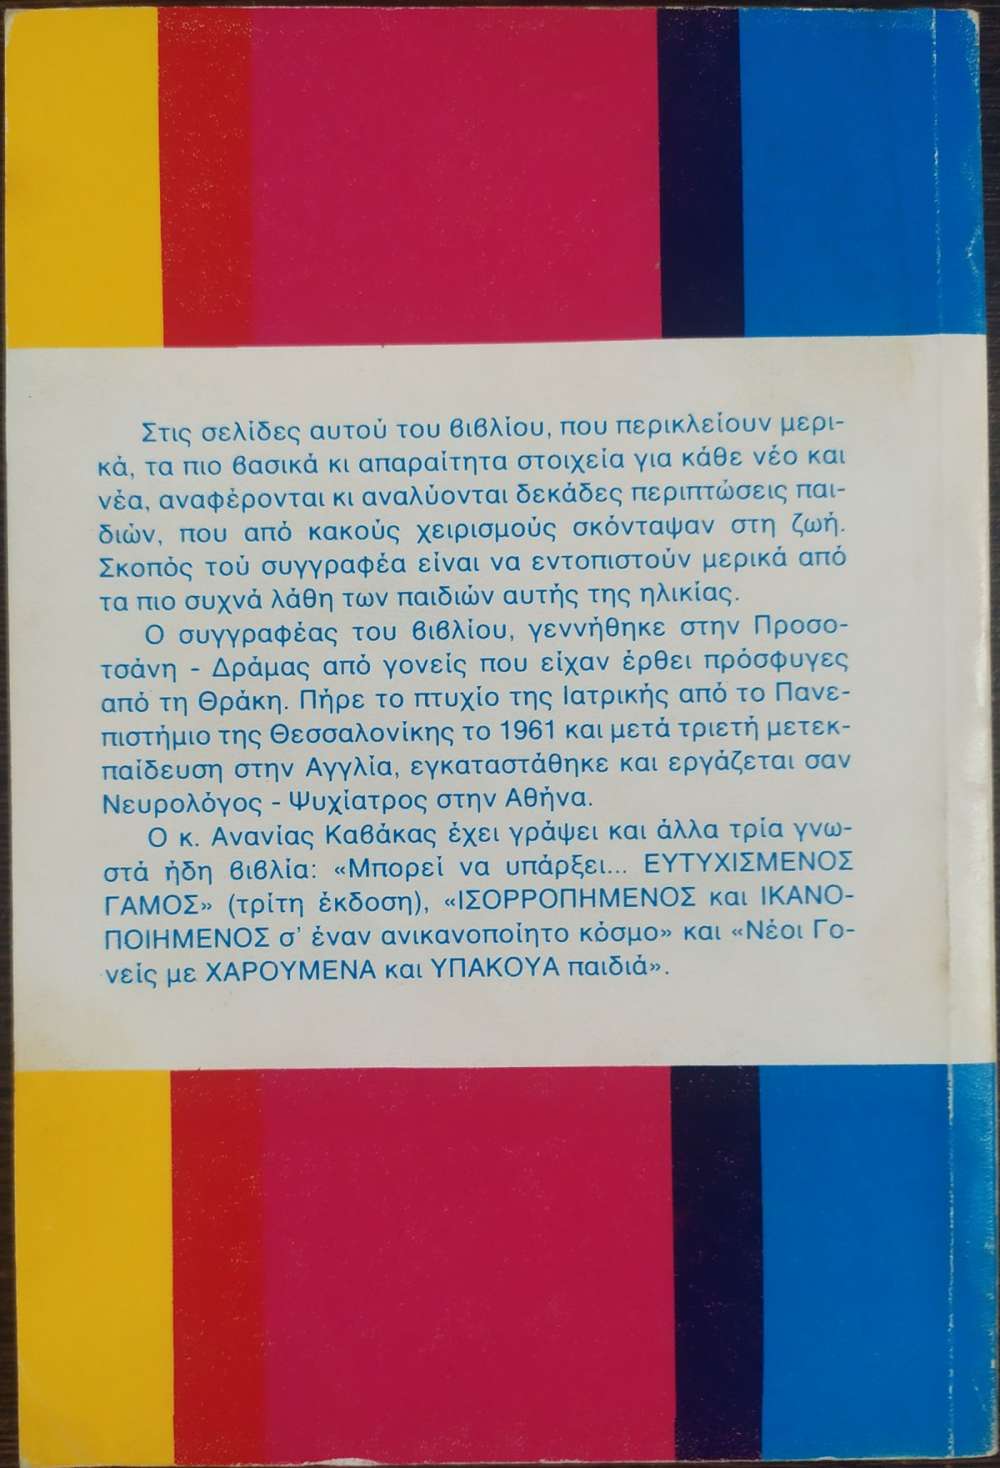 Στις σελίδες αυτού του βιβλίου, που περικλείουν μερι-
κά, τα πιο βασικά κι απαραίτητα στοιχεία για κάθε νέο και
νέα, αναφέρονται κι αναλύονται δεκάδες περιπτώσεις παι-
διών, που από κακούς χειρισμούς σκόνταψαν στη ζωή.
Σκοπός τού συγγραφέα είναι να εντοπιστούν μερικά από
τα πιο συχνά λάθη των παιδιών αυτής της ηλικίας.
Ο συγγραφέας του βιβλίου, γεννήθηκε στην Προσο-
τσάνη - Δράμας από γονείς που είχαν έρθει πρόσφυγες
από τη Θράκη. Πήρε το πτυχίο της Ιατρικής από το Πανε-
πιστήμιο της Θεσσαλονίκης το 1961 και μετά τριετή μετεκ-
παίδευση στην Αγγλία, εγκαταστάθηκε και εργάζεται σαν
Νευρολόγος - Ψυχίατρος στην Αθήνα.
Ο κ. Ανανίας Καβάκας έχει γράψει και άλλα τρία γνω-
στά ήδη βιβλία: «Μπορεί να υπάρξει... ΕΥΤΥΧΙΣΜΕΝΟΣ
ΓΑΜΟΣ» (τρίτη έκδοση), «ΙΣΟΡΡΟΠΗΜΕΝΟΣ και ΙΚΑΝΟ-
ΠΟΙΗΜΕΝΟΣ σ' έναν ανικανοποίητο κόσμο» και «Νέοι Γο-
νείς με ΧΑΡΟΥΜΕΝΑ και ΥΠΑΚΟΥΑ παιδιά».